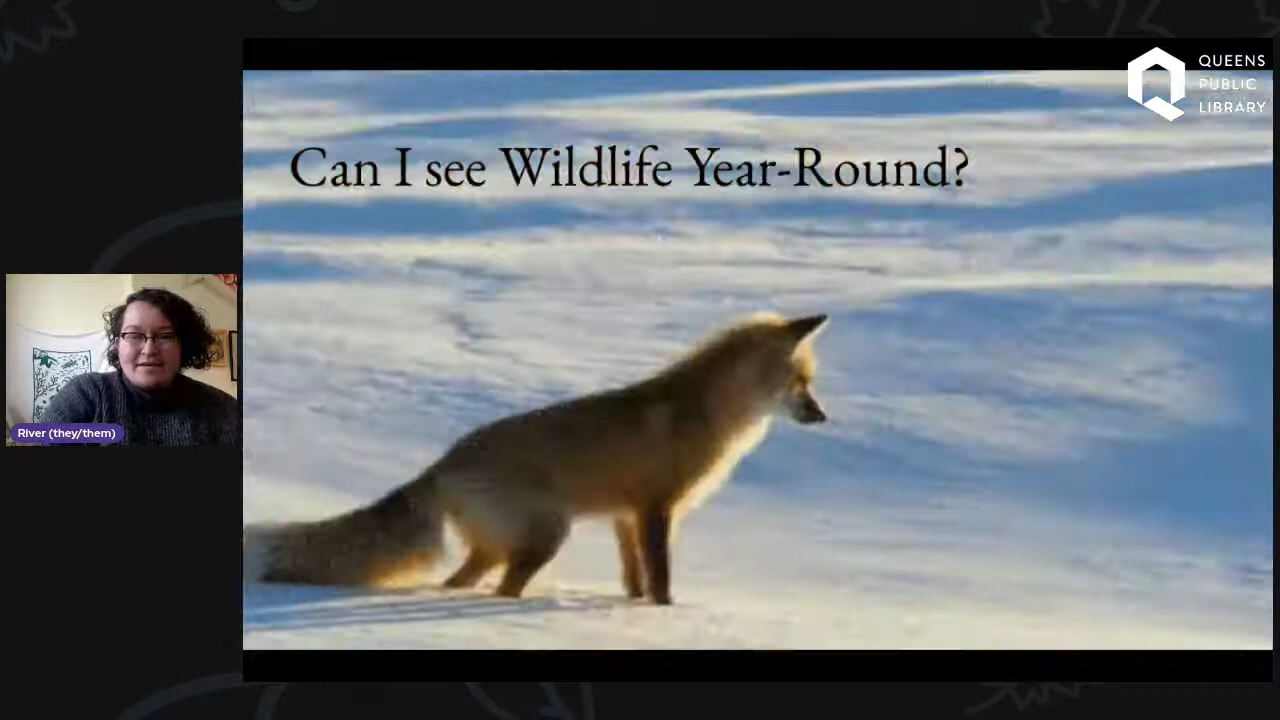 QUEENS
PUBLIC
LIBRARY
Can I see Wildlife Year-Round?
River (they/them)